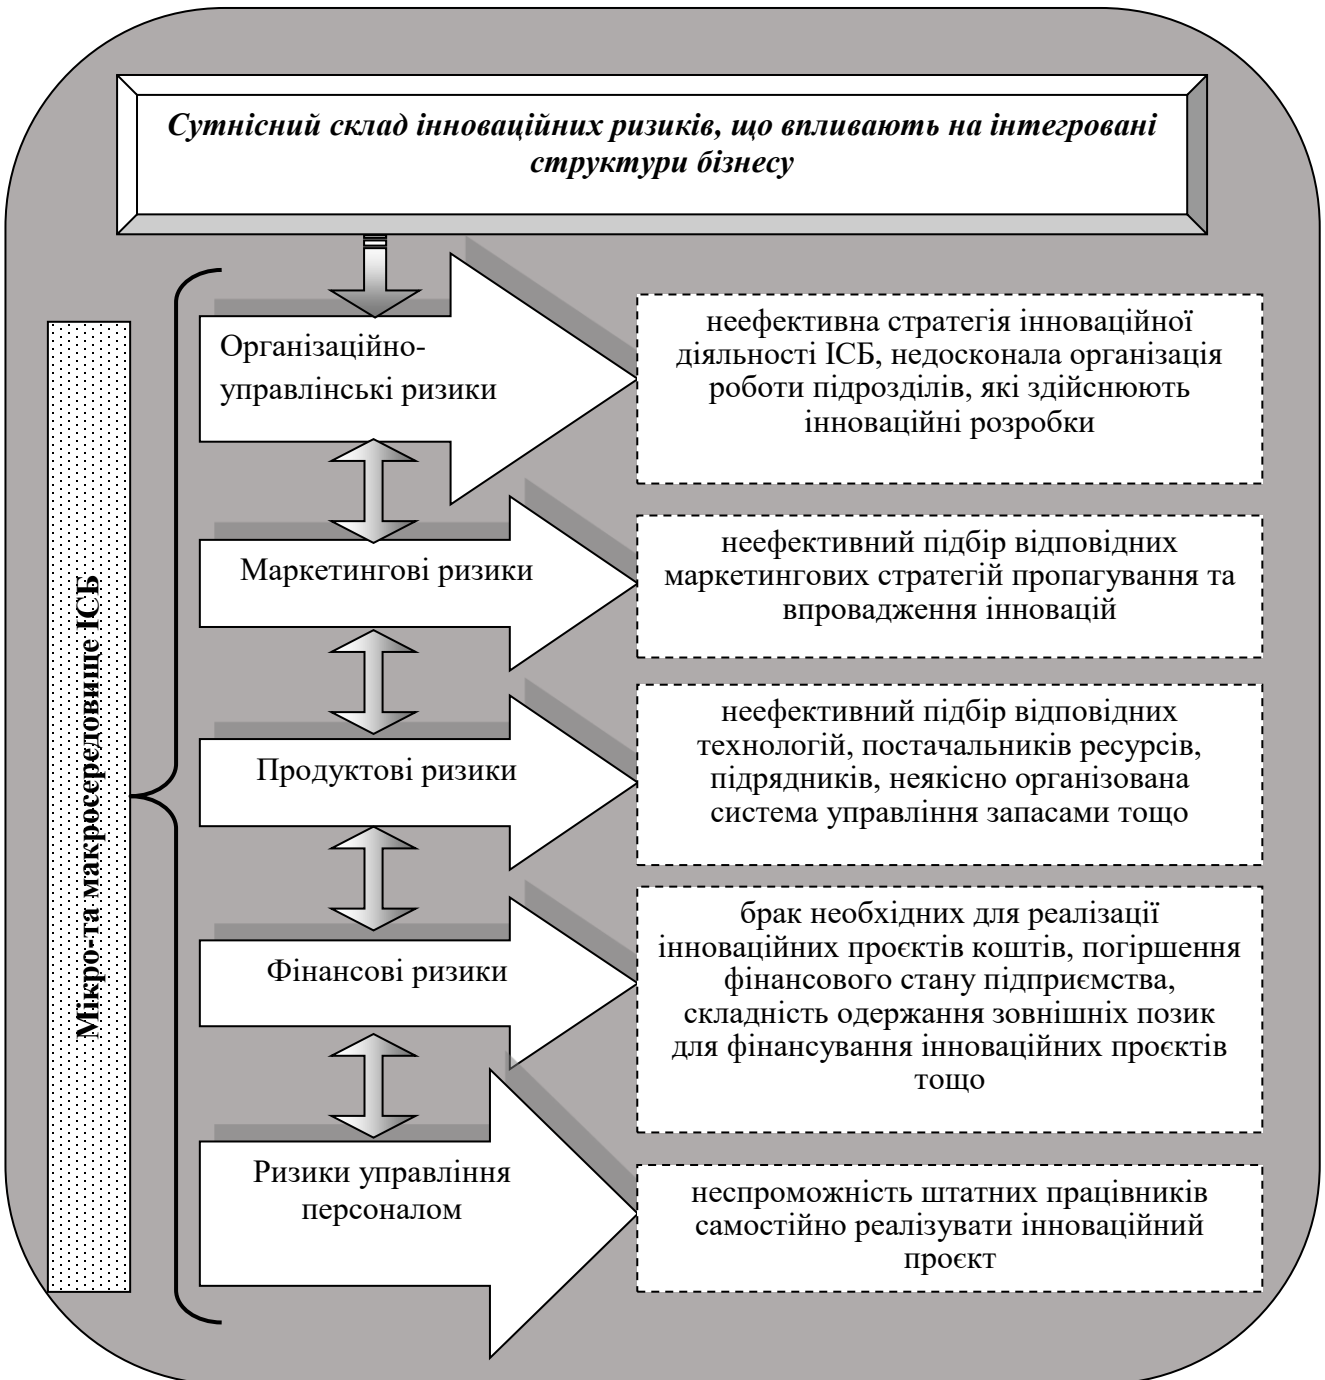 Сутнісний склад інноваційних ризиків, що впливають на інтегровані
структури бізнесу
Мікро-та макросередовище ІСБ
Організаційно-
управлінські ризики
неефективна стратегія інноваційної
діяльності ІСБ, недосконала організація
роботи підрозділів, які здійснюють
інноваційні розробки
Маркетингові ризики
неефективний підбір відповідних
маркетингових стратегій пропагування та
впровадження інновацій
Продуктові ризики
неефективний підбір відповідних
технологій, постачальників ресурсів,
підрядників, неякісно організована
система управління запасами тощо
Фінансові ризики
брак необхідних для реалізації
інноваційних проєктів коштів, погіршення
фінансового стану підприємства,
складність одержання зовнішніх позик
для фінансування інноваційних проєктів
тощо
Ризики управління
персоналом
неспроможність штатних працівників
самостійно реалізувати інноваційний
проєкт